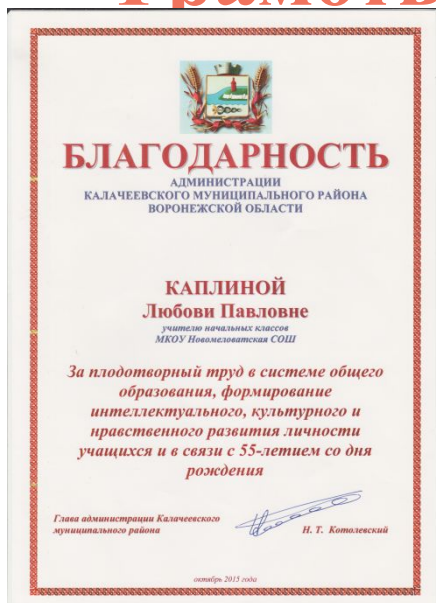 Грамоты
БЛАГОДАРНОСТЬ
АДМИНИСТРАЦИИ
КАЛАЧЕЕВСКОГО МУНИЦИПАЛЬНОГО РАЙОНА
ВОРОНЕЖСКОЙ ОБЛАСТИ
КАПЛИНОЙ
Любови Павловне
учителю начальных классов
МКОУ Новомеловатская СОШ
За плодотворный труд в системе общего
образования, формирование
интеллектуального, культурного и
нравственного развития личности
учащихся и в связи с 55-летием со дня
рождения
Глава администрации Калачеевского
муниципального района
Н. Т. Котолевский
октябрь 2015 года